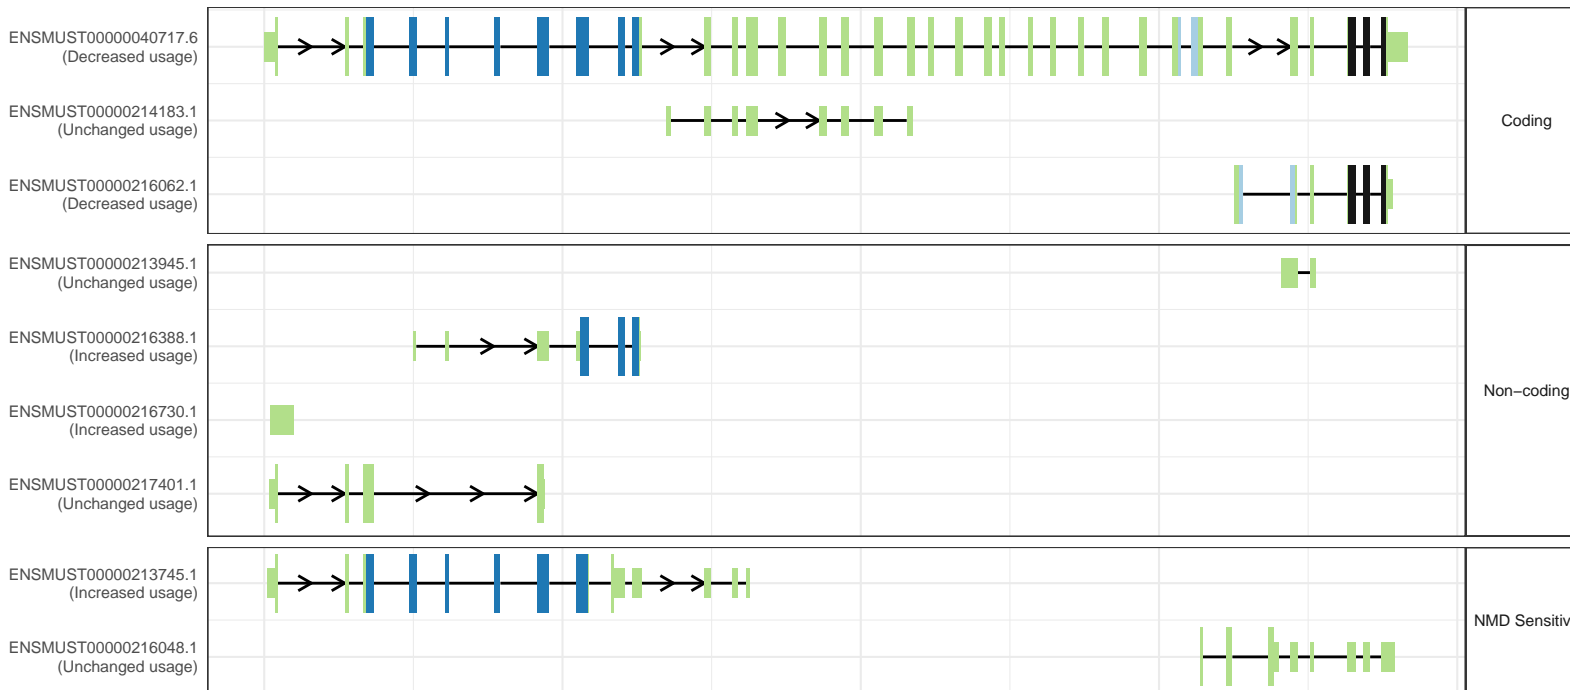 ENSMUST00000040717.6
(Decreased usage)
ENSMUST00000214183.1
(Unchanged usage)
Coding
ENSMUST00000216062.1
(Decreased usage)
ENSMUST00000213945.1
(Unchanged usage)
ENSMUST00000216388.1
(Increased usage)
Non−coding
ENSMUST00000216730.1
(Increased usage)
ENSMUST00000217401.1
(Unchanged usage)
ENSMUST00000213745.1
(Increased usage)
NMD Sensitiv
ENSMUST00000216048.1
(Unchanged usage)